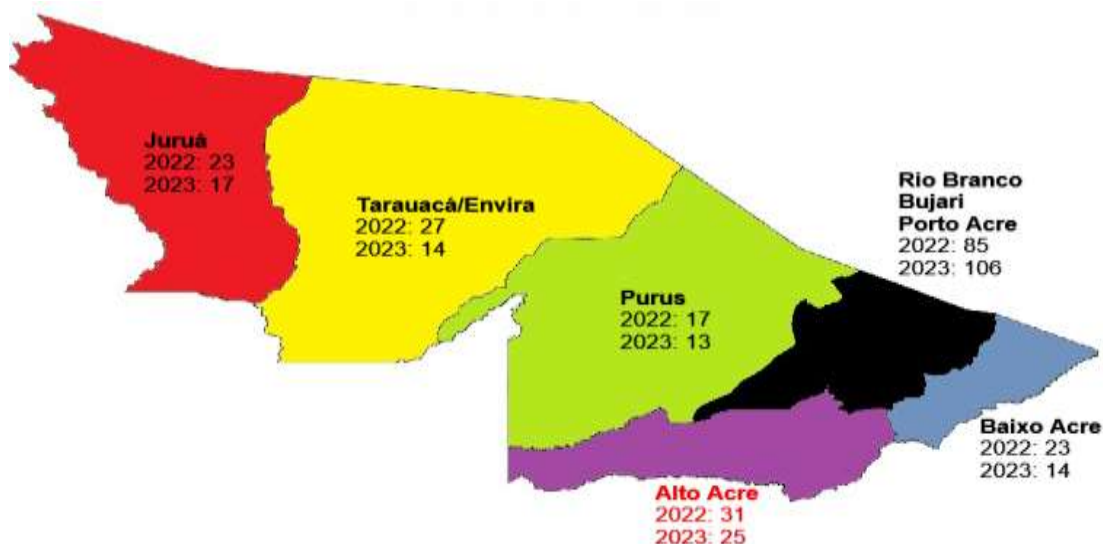 Juruá
2022: 23
2023: 17
Tarauacá/Envira
2022: 27
2023: 14
Rio Branco
Bujari
Porto Acre
2022: 85
2023: 106
Purus
2022: 17
2023: 13
Baixo Acre
2022: 23
2023: 14
Alto Acre
2022: 31
2023: 25